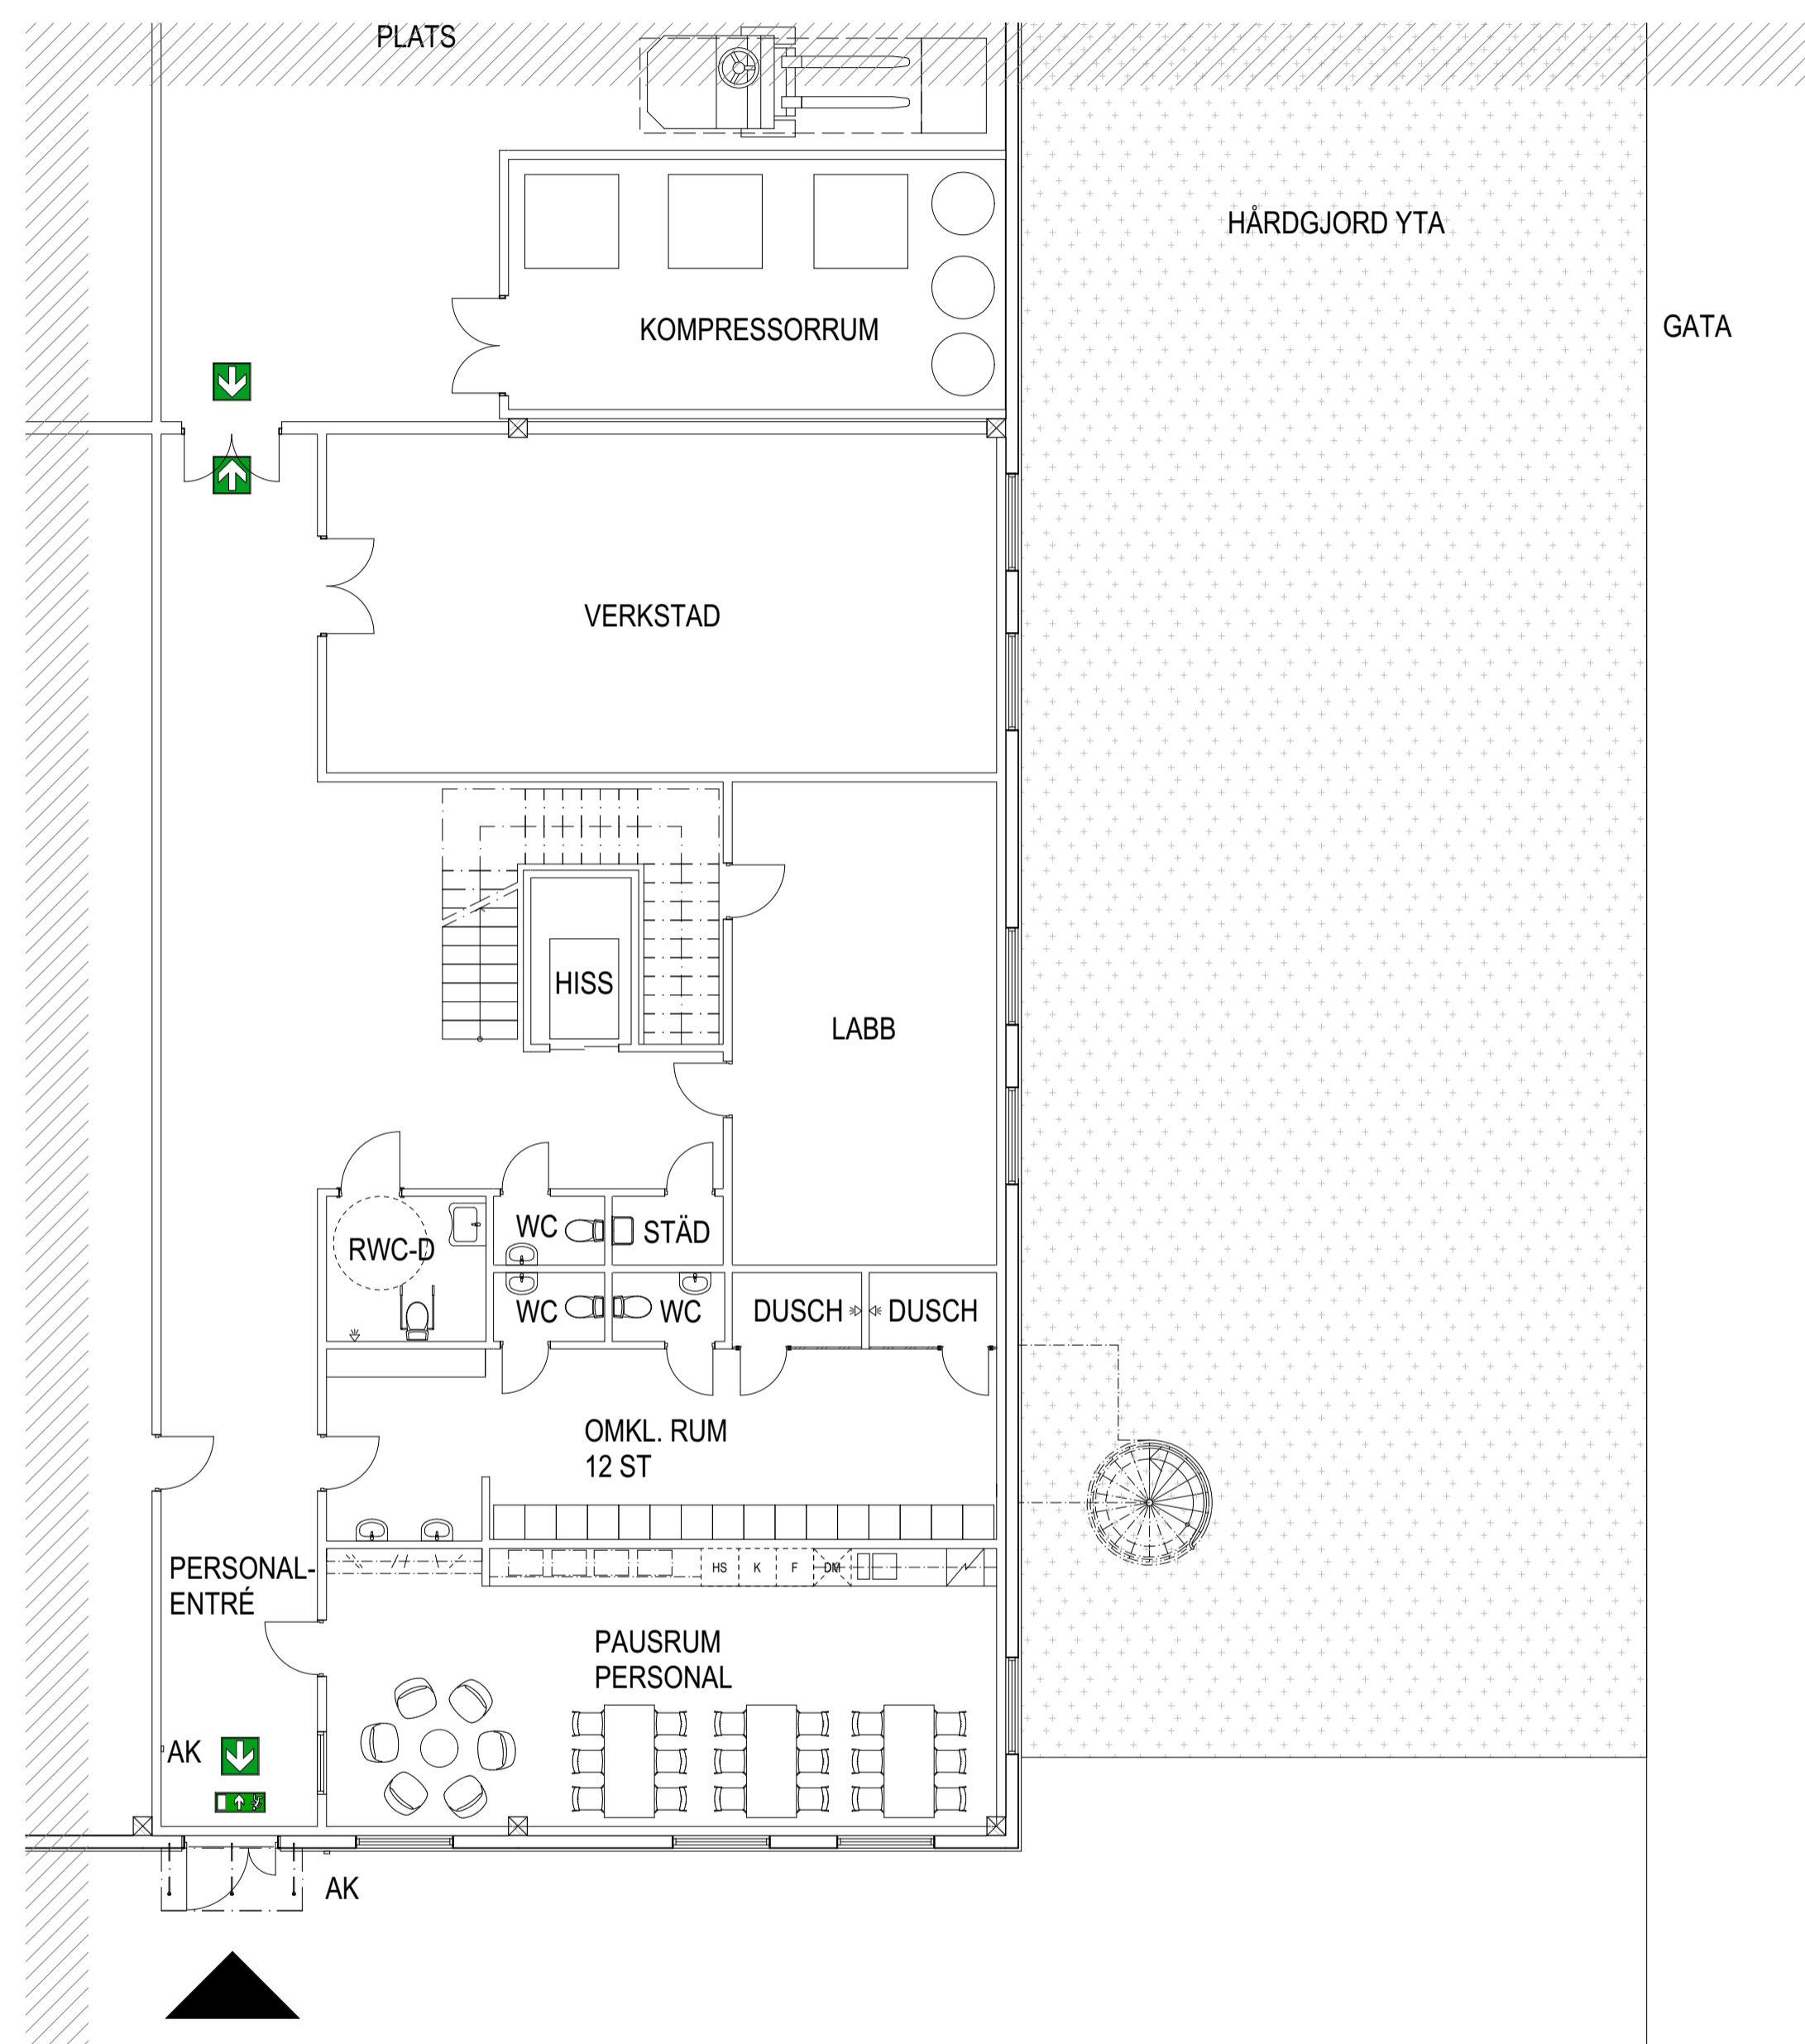 PLATS
HÅRDGJORD YTA
GATA
KOMPRESSORRUM
VERKSTAD
HISS
LABB
WC
STÄD
RWC-D
WC
WC
DUSCH
DUSCH
OMKL. RUM
12 ST
PERSONAL-
ENTRÉ
HS
K
F
DM
PAUSRUM
PERSONAL
AK
AK